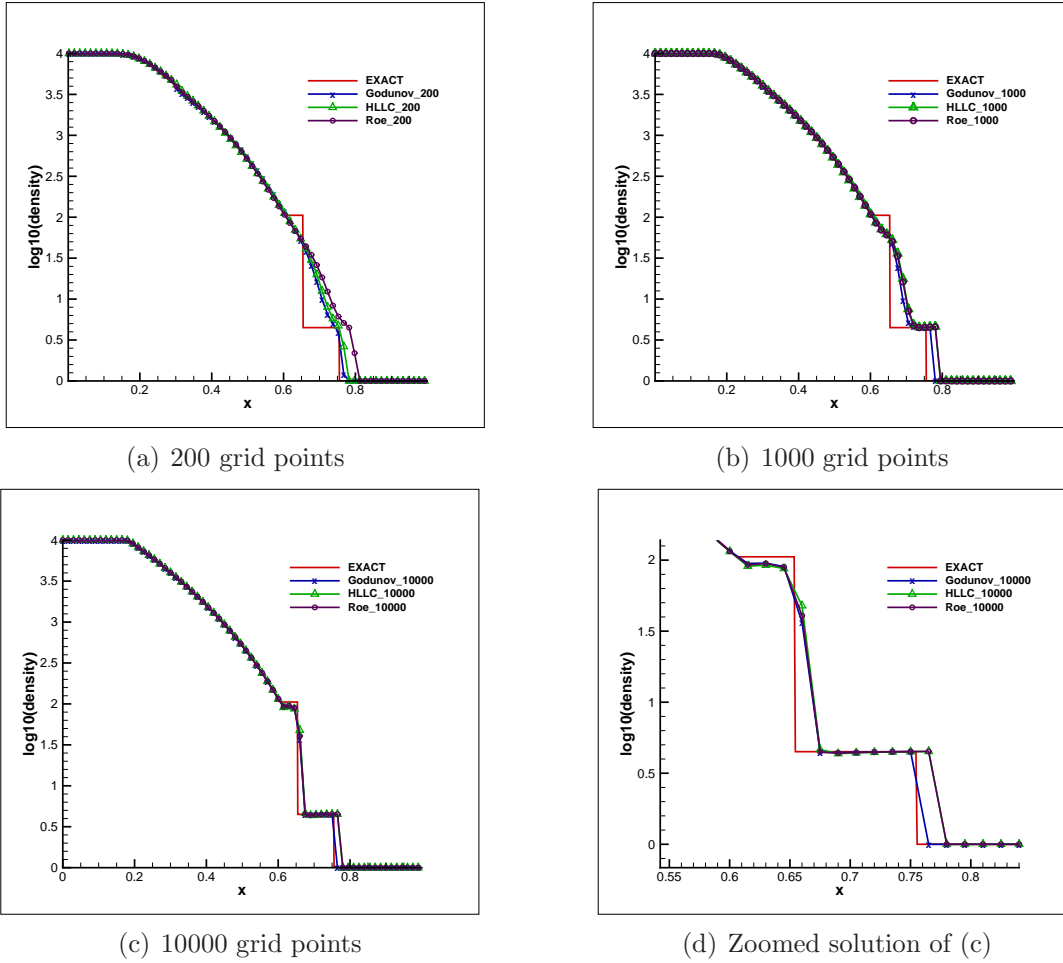 log10(density)
4
3.5
3
2.5
2
1.5
1
0.5
0
0.2
0.4
0.6
0.8
x
EXACT
Godunov_200
HLLC_200
Roe_200
(a) 200 grid points
log10(density)
4
3.5
3
2.5
2
1.5
1
0.5
0
0.2
0.4
0.6
0.8
x
EXACT
Godunov_1000
HLLC_1000
Roe_1000
(b) 1000 grid points
log10(density)
4
3.5
3
2.5
2
1.5
1
0.5
0
0
0.2
0.4
0.6
0.8
x
EXACT
Godunov_10000
HLLC_10000
Roe_10000
(c) 10000 grid points
log10(density)
2
1.5
1
0.5
0
0.55
0.6
0.65
0.7
0.75
0.8
x
EXACT
Godunov_10000
HLLC_10000
Roe_10000
(d) Zoomed solution of (c)